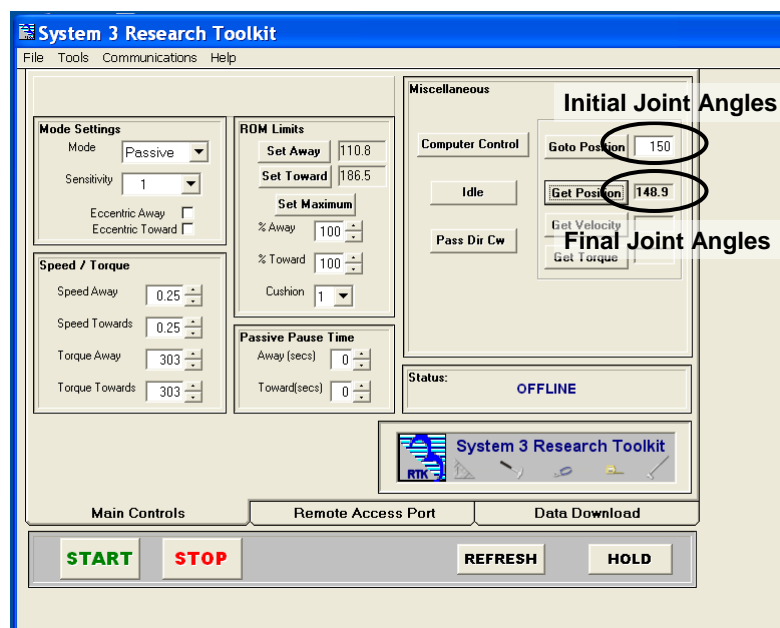 System 3 Research Toolkit
File Tools Communications Help
Miscellaneous
Initial Joint Angles
Computer Control
Goto Position 150
Idle
Get Position 148.9
Pass Dir Cw
Get Velocity
Final Joint Angles
Get Torque
Mode Settings
Mode Passive
Sensitivity 1
Eccentric Away
Eccentric Toward
ROM Limits
Set Away 110.8
Set Toward 186.5
Set Maximum
% Away 100
% Toward 100
Cushion 1
Speed / Torque
Speed Away 0.25
Speed Towards 0.25
Torque Away 303
Torque Towards 303
Passive Pause Time
Away (secs) 0
Toward(secs) 0
Status:
OFFLINE
RTK
System 3 Research Toolkit
Main Controls
Remote Access Port
Data Download
START
STOP
REFRESH
HOLD